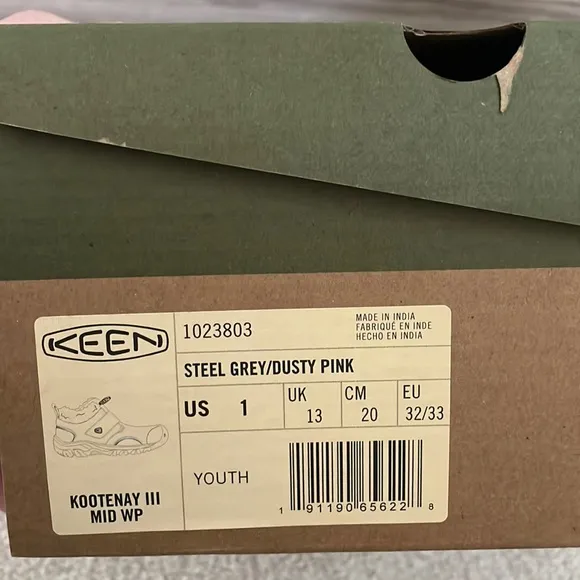 KEEN
1023803
MADE IN INDIA
FABRIQUÉ EN INDE
HECHO EN INDIA
STEEL GREY/DUSTY PINK
US 1
UK 13
CM 20
EU 32/33
KOOTENAY III
MID WP
YOUTH
1 91190 65622 8